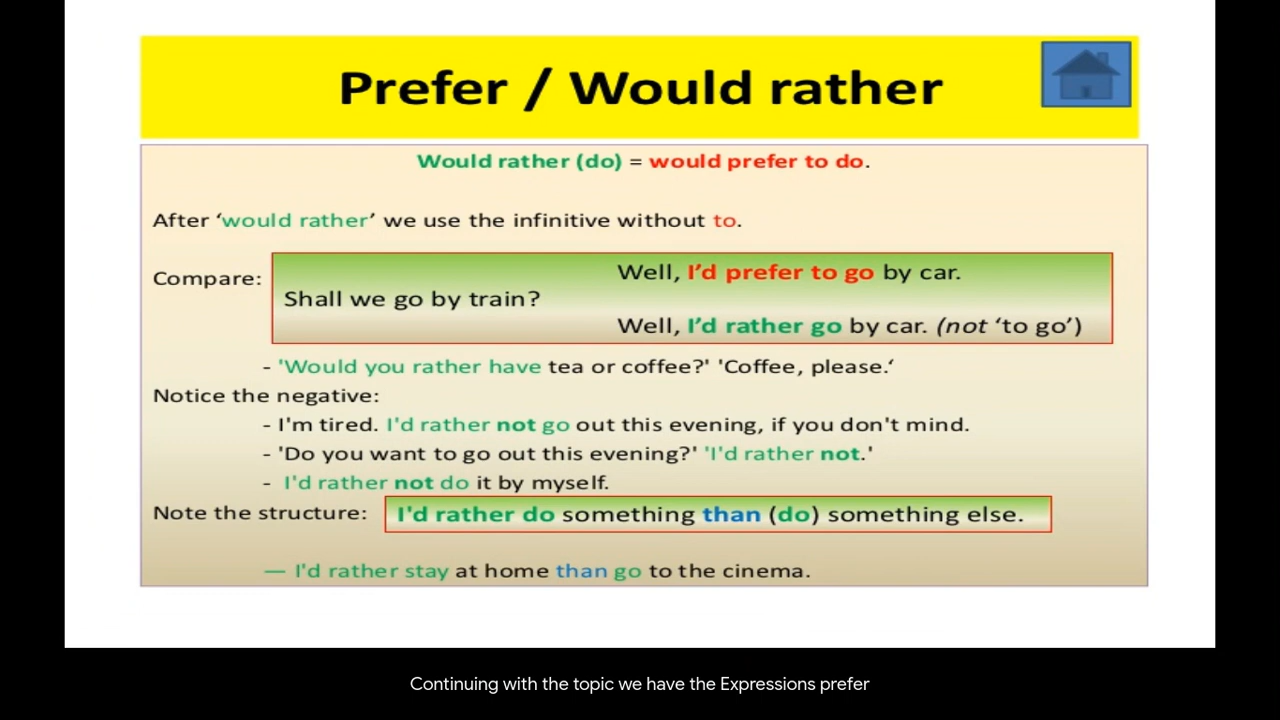 Prefer / Would rather
Would rather (do) = would prefer to do.
After ‘would rather’ we use the infinitive without to.
Compare:
Well, I’d prefer to go by car.
Shall we go by train?
Well, I’d rather go by car. (not ‘to go’)
- 'Would you rather have tea or coffee?' 'Coffee, please.‘
Notice the negative:
- I'm tired. I'd rather not go out this evening, if you don't mind.
- 'Do you want to go out this evening?' 'I'd rather not.'
- I'd rather not do it by myself.
Note the structure: I'd rather do something than (do) something else.
— I'd rather stay at home than go to the cinema.
Continuing with the topic we have the Expressions prefer